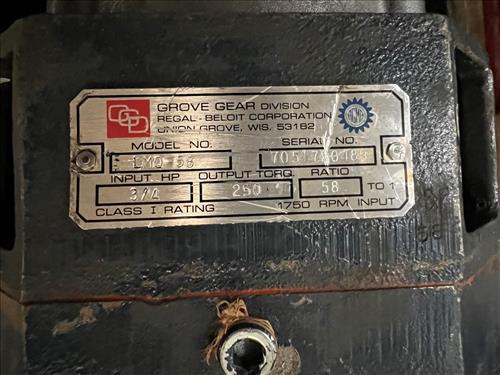 GROVE GEAR DIVISION
REGAL-BELOIT CORPORATION
UNION GROVE, WIS. 53182
AGMA
MODEL NO. SERIAL NO.
INPUT HP OUTPUT TORQ. RATIO
3/4 58 TO 1
CLASS I RATING 1750 RPM INPUT